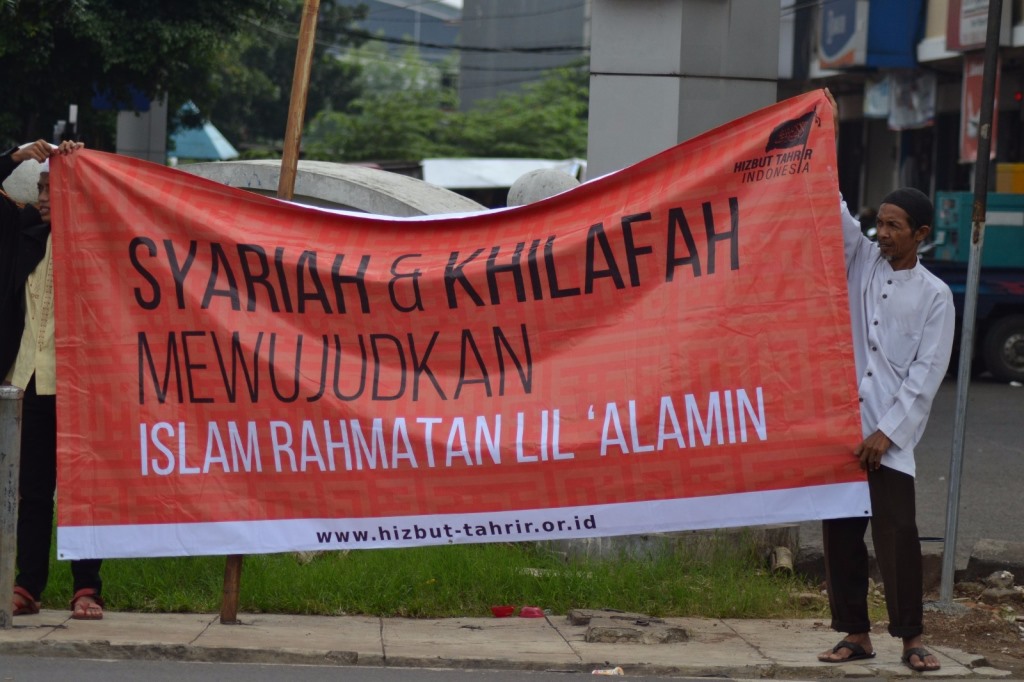 HIZBUT TAHRIR
INDONESIA
SYARIAH & KHILAFAH
MEWUJUDKAN
ISLAM RAHMATAN LIL ‘ALAMIN
www.hizbut-tahrir.or.id